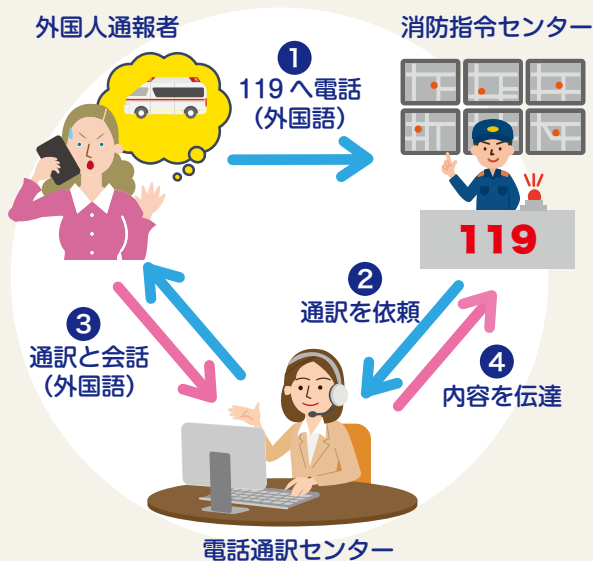 外国人通報者
消防指令センター
1
119へ電話
（外国語）
119
2
通訳を依頼
3
通訳と会話
（外国語）
4
内容を伝達
電話通訳センター